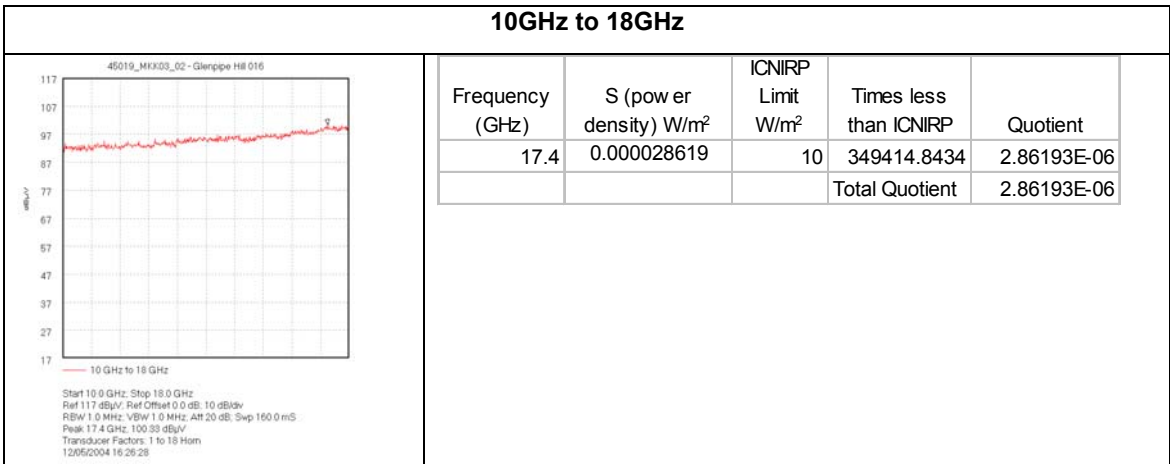 10GHz to 18GHz
45019_MKK03_02 - Glenpipe Hill 016
117
107
97
87
77
67
57
47
37
27
17
dBµV
10 GHz to 18 GHz
Start 10.0 GHz; Stop 18.0 GHz
Ref 117 dBµV; Ref Offset 0.0 dB; 10 dB/div
RBW 1.0 MHz; VBW 1.0 MHz; Att 20 dB; Swp 160.0 mS
Peak 17.4 GHz, 100.33 dBµV
Transducer Factors: 1 to 18 Horn
12/05/2004 16:26:28
Frequency (GHz) S (pow er density) W/m² ICNIRP Limit W/m² Times less than ICNIRP Quotient
17.4 0.000028619 10 349414.8434 2.86193E-06
Total Quotient 2.86193E-06